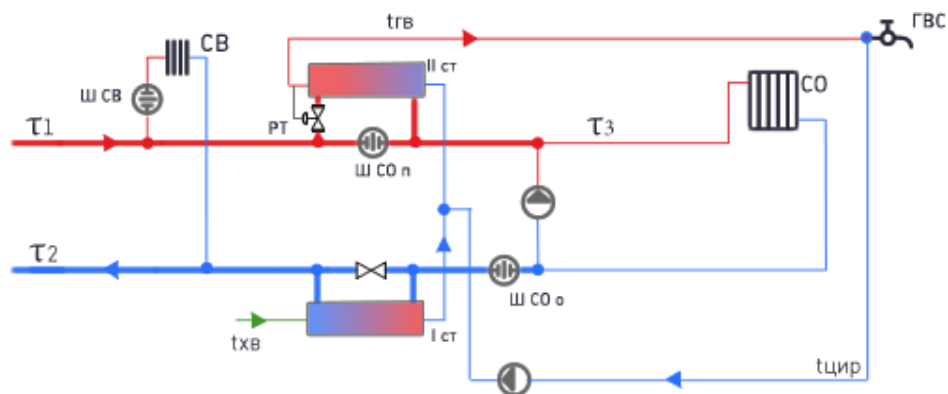 tгв
ГВС
СВ
II ст
Ш СВ
СО
τ1
РТ
τ3
Ш СО п
τ2
Ш СО о
tхв
I ст
tцир